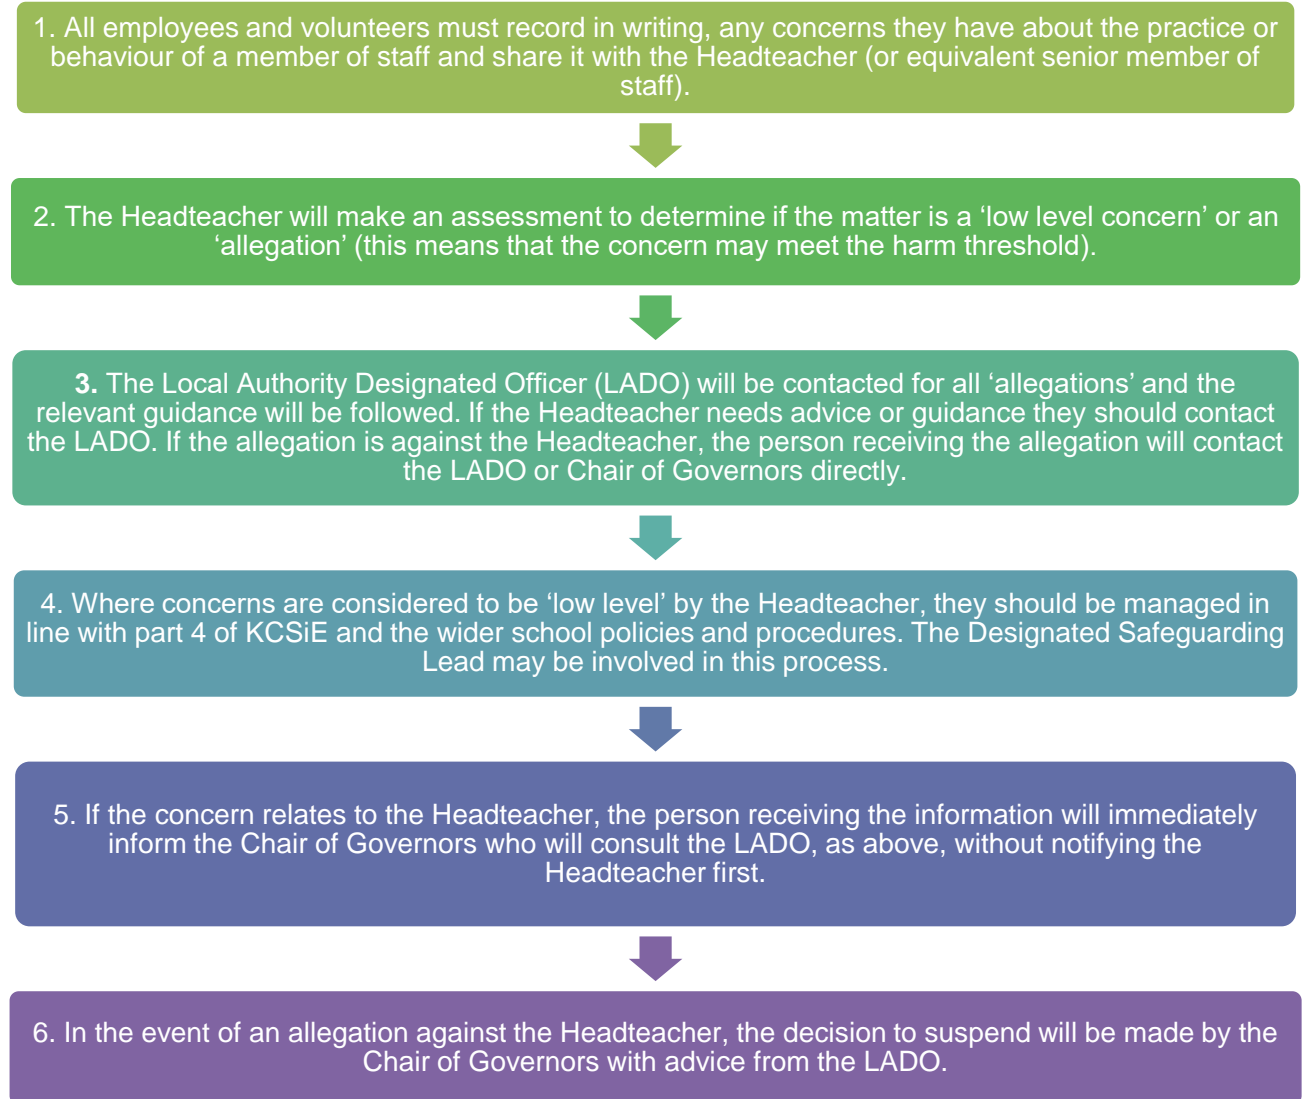 1. All employees and volunteers must record in writing, any concerns they have about the practice or
behaviour of a member of staff and share it with the Headteacher (or equivalent senior member of
staff).
2. The Headteacher will make an assessment to determine if the matter is a ‘low level concern’ or an
‘allegation’ (this means that the concern may meet the harm threshold).
3. The Local Authority Designated Officer (LADO) will be contacted for all ‘allegations’ and the
relevant guidance will be followed. If the Headteacher needs advice or guidance they should contact
the LADO. If the allegation is against the Headteacher, the person receiving the allegation will contact
the LADO or Chair of Governors directly.
4. Where concerns are considered to be ‘low level’ by the Headteacher, they should be managed in
line with part 4 of KCSiE and the wider school policies and procedures. The Designated Safeguarding
Lead may be involved in this process.
5. If the concern relates to the Headteacher, the person receiving the information will immediately
inform the Chair of Governors who will consult the LADO, as above, without notifying the
Headteacher first.
6. In the event of an allegation against the Headteacher, the decision to suspend will be made by the
Chair of Governors with advice from the LADO.